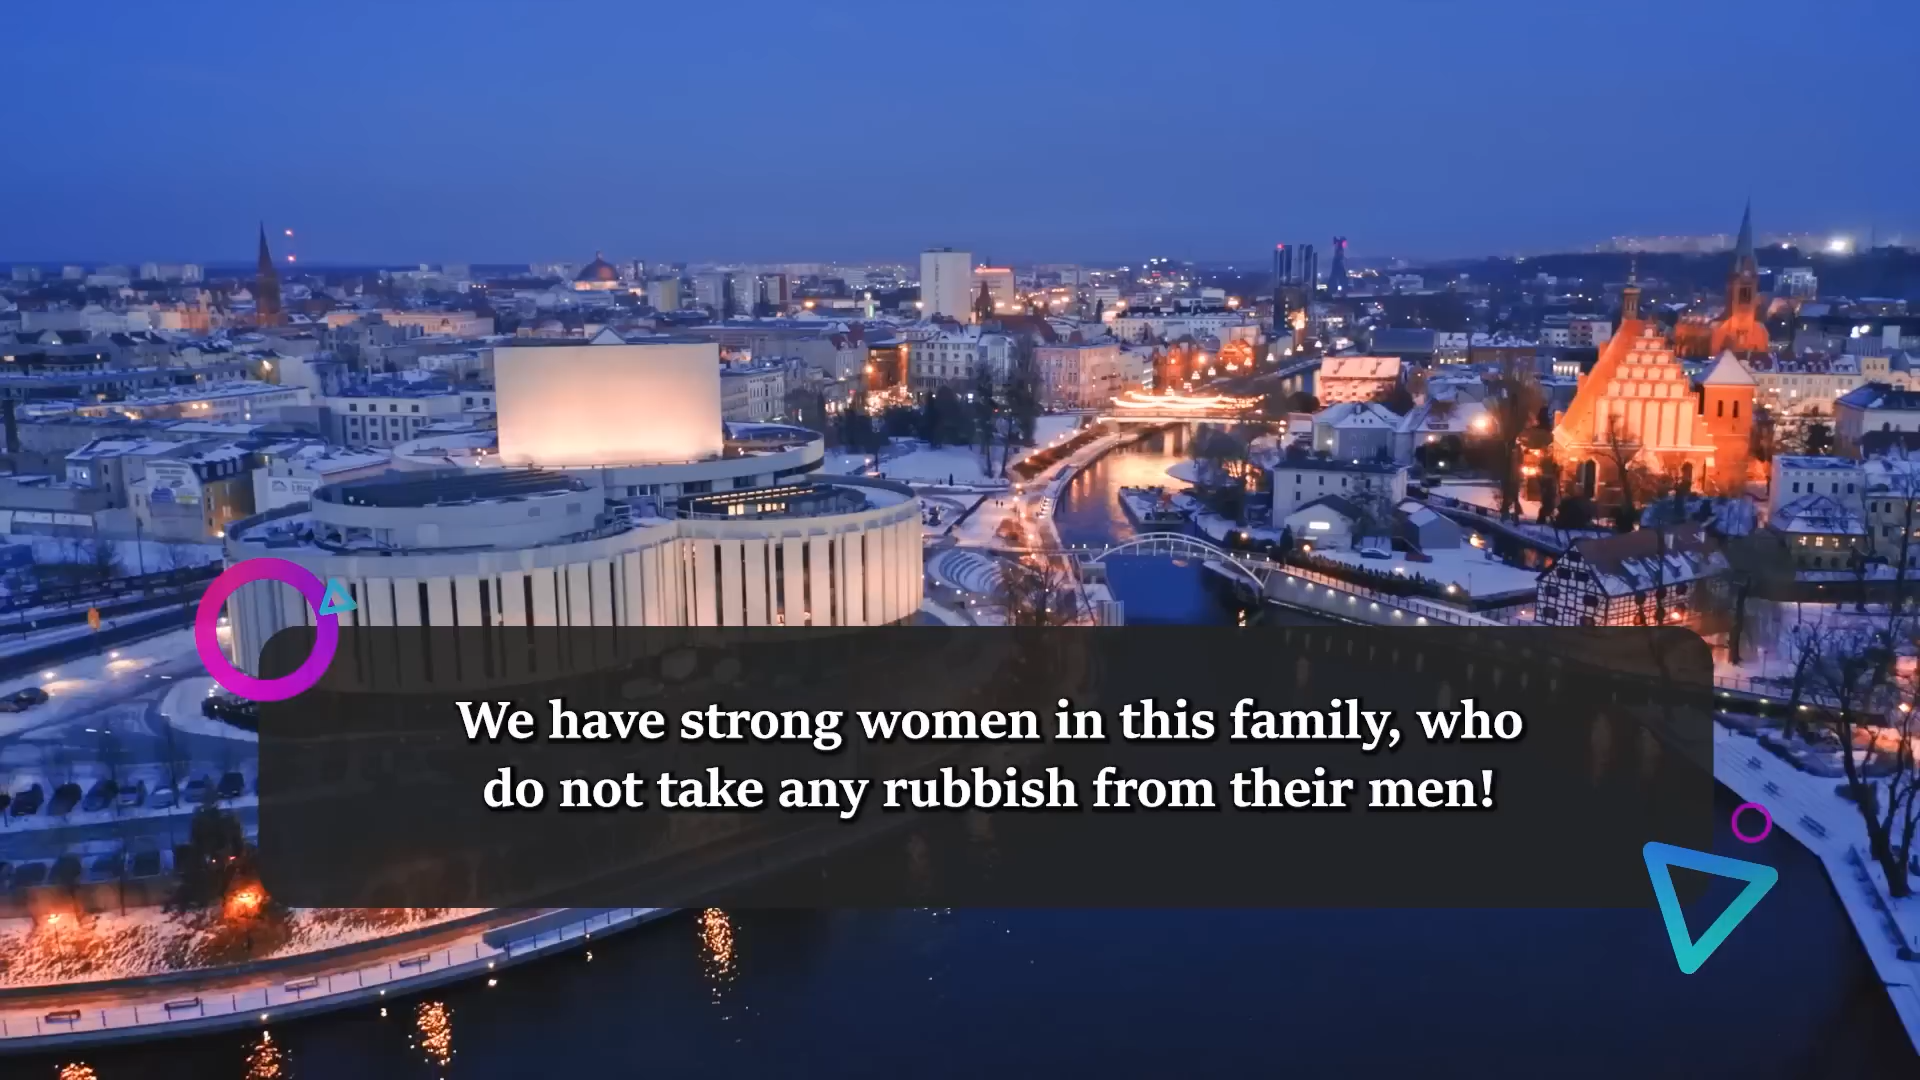 We have strong women in this family, who
do not take any rubbish from their men!